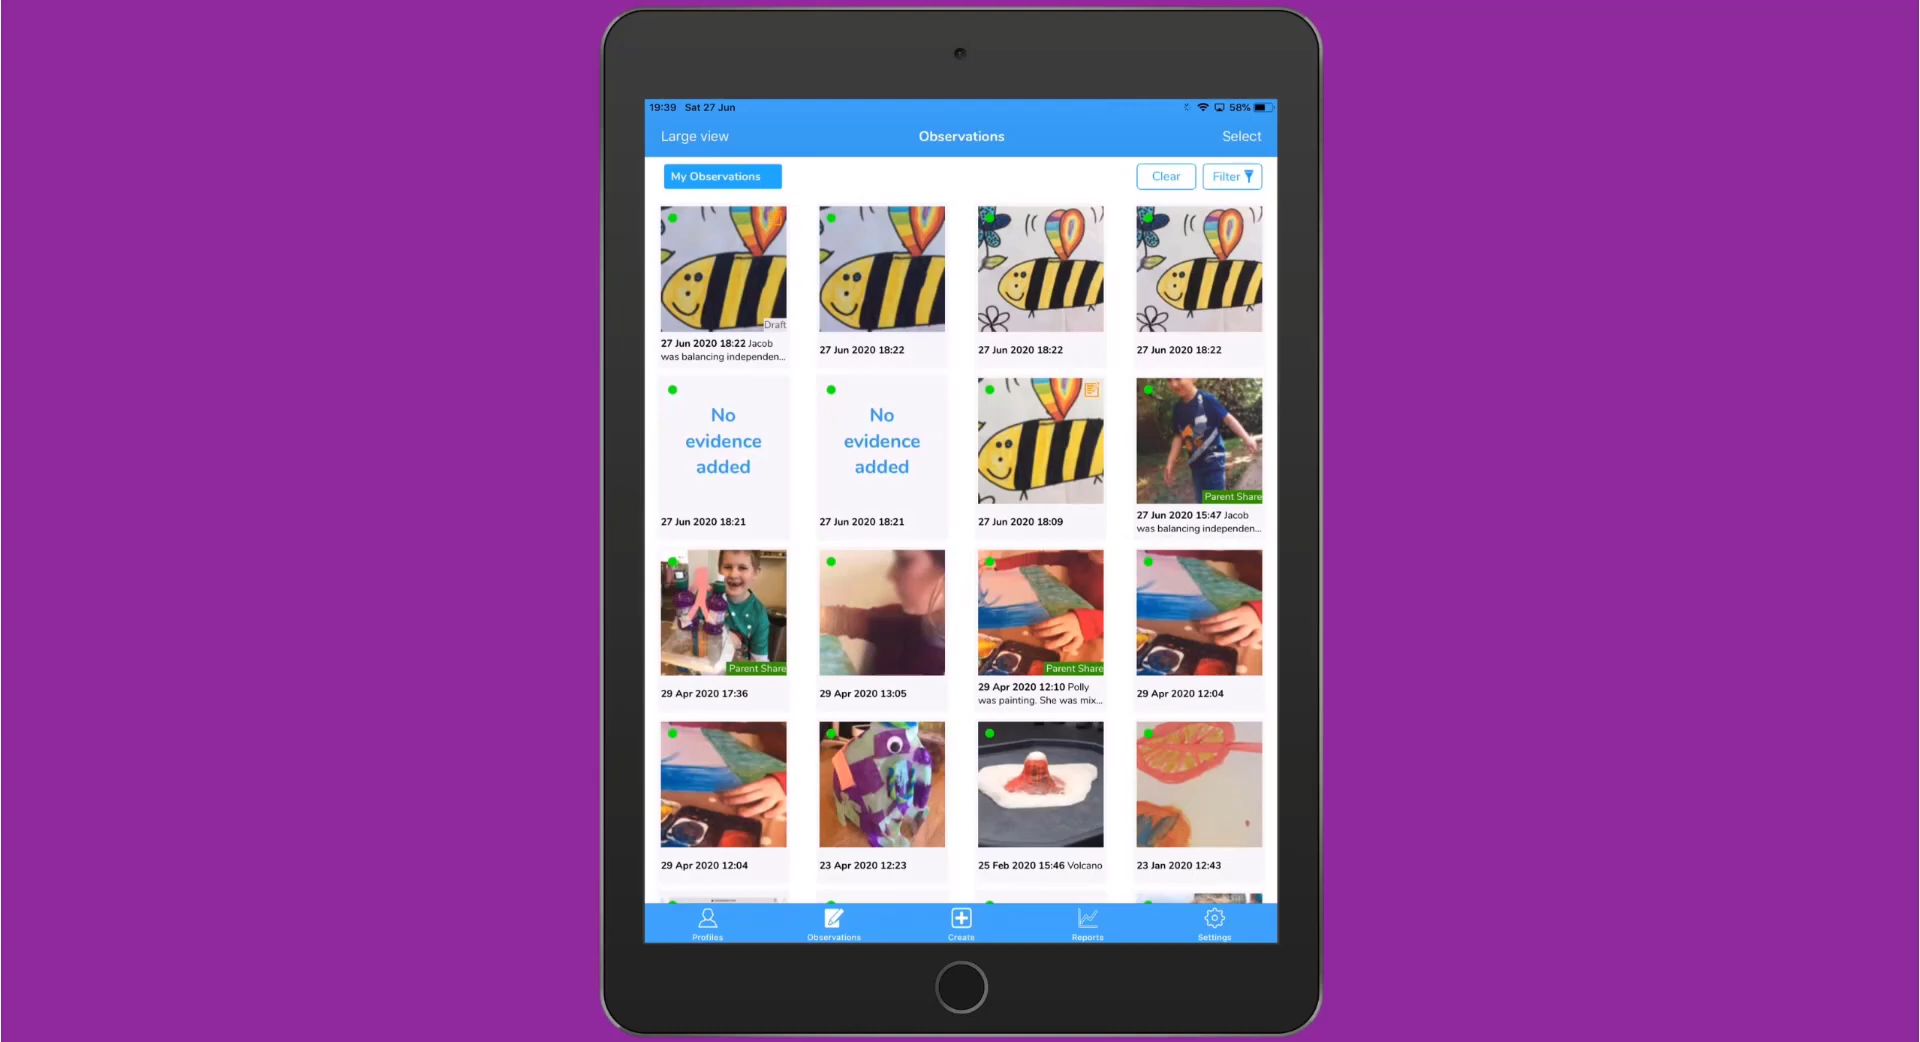 19:39 Sat 27 Jun
58%
Large view
Observations
Select
My Observations
Clear
Filter
Draft
27 Jun 2020 18:22 Jacob
was balancing independen...
27 Jun 2020 18:22
27 Jun 2020 18:22
27 Jun 2020 18:22
No
evidence
added
27 Jun 2020 18:21
No
evidence
added
27 Jun 2020 18:21
27 Jun 2020 18:09
Parent Share
27 Jun 2020 15:47 Jacob
was balancing independen...
Parent Share
29 Apr 2020 17:36
29 Apr 2020 13:05
Parent Share
29 Apr 2020 12:10 Polly
was painting. She was mix...
29 Apr 2020 12:04
29 Apr 2020 12:04
23 Apr 2020 12:23
25 Feb 2020 15:46 Volcano
23 Jan 2020 12:43
Profiles
Observations
Create
Reports
Settings